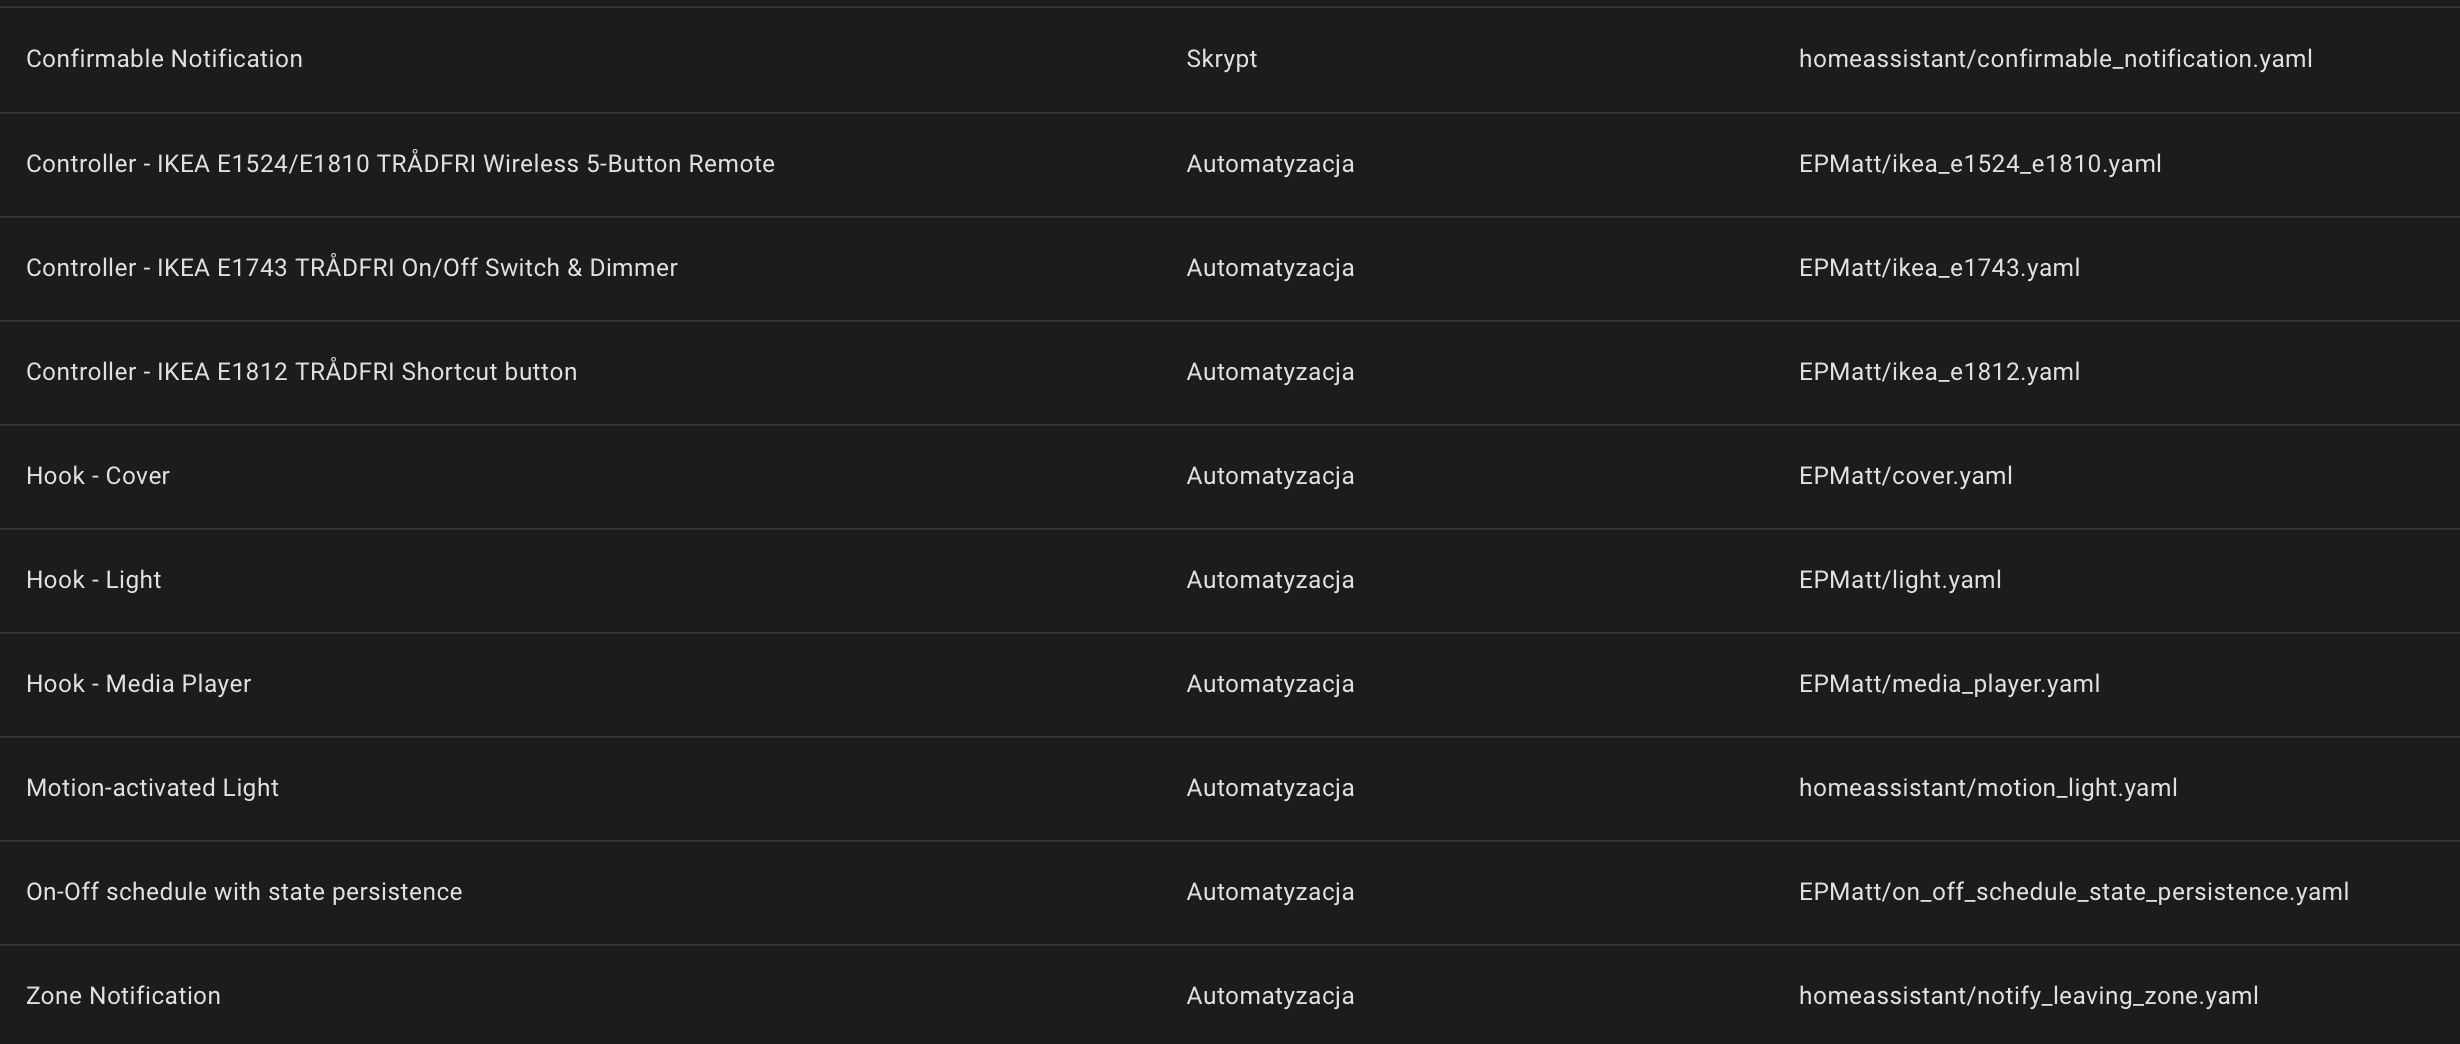 Confirmable Notification Skrypt homeassistant/confirmable_notification.yaml
Controller - IKEA E1524/E1810 TRÅDFRI Wireless 5-Button Remote Automatyzacja EPMatt/ikea_e1524_e1810.yaml
Controller - IKEA E1743 TRÅDFRI On/Off Switch & Dimmer Automatyzacja EPMatt/ikea_e1743.yaml
Controller - IKEA E1812 TRÅDFRI Shortcut button Automatyzacja EPMatt/ikea_e1812.yaml
Hook - Cover Automatyzacja EPMatt/cover.yaml
Hook - Light Automatyzacja EPMatt/light.yaml
Hook - Media Player Automatyzacja EPMatt/media_player.yaml
Motion-activated Light Automatyzacja homeassistant/motion_light.yaml
On-Off schedule with state persistence Automatyzacja EPMatt/on_off_schedule_state_persistence.yaml
Zone Notification Automatyzacja homeassistant/notify_leaving_zone.yaml